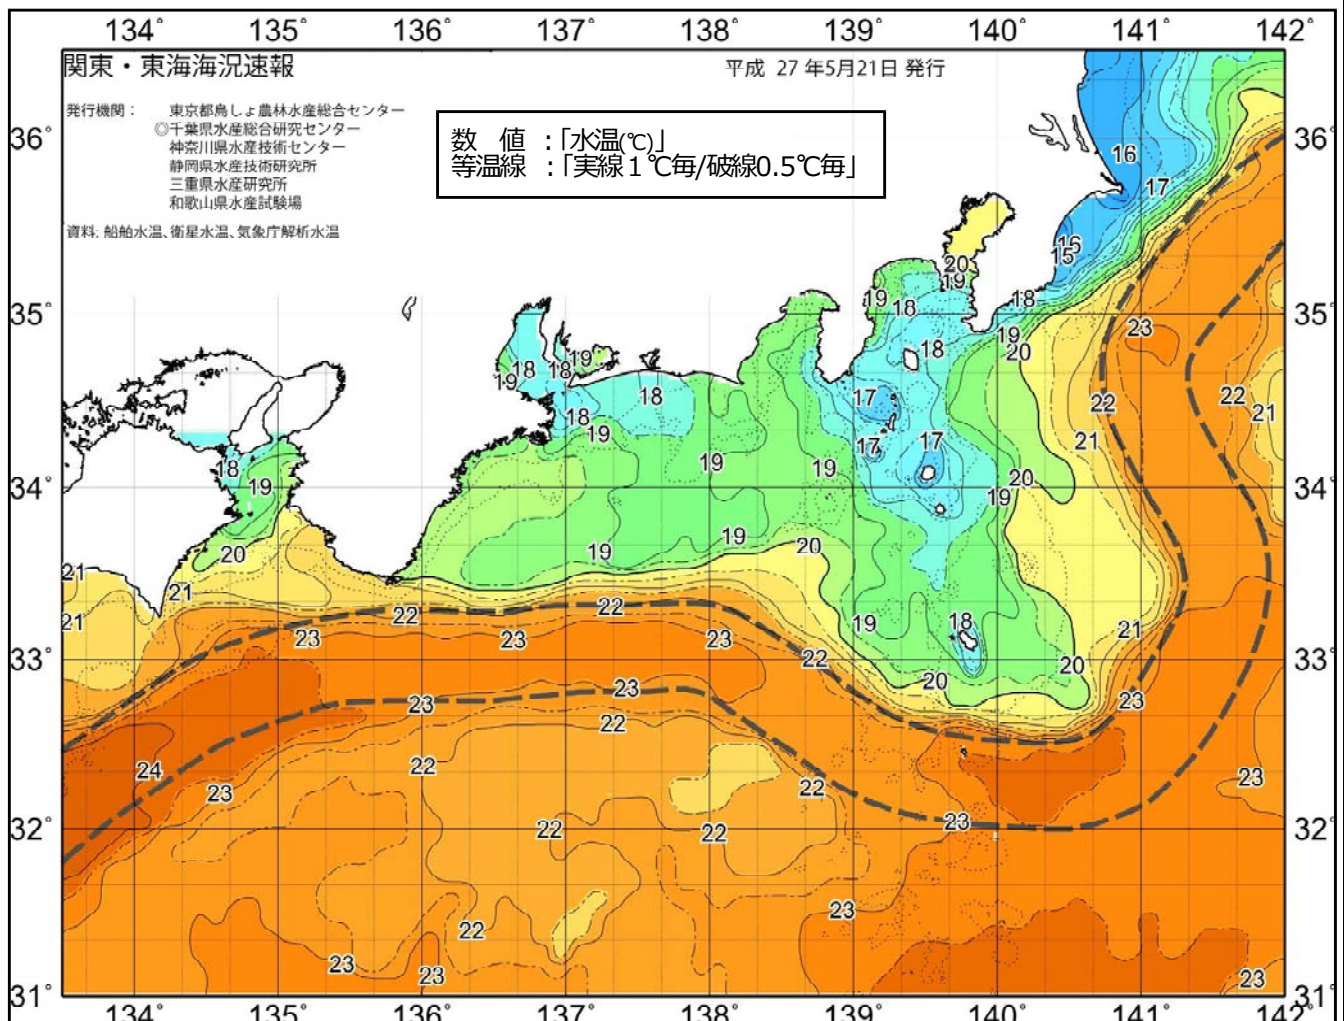 134° 135° 136° 137° 138° 139° 140° 141° 142°
関東・東海海況速報
平成 27 年5月21日 発行
発行機関： 東京都島しょ農林水産総合センター
◎千葉県水産総合研究センター
神奈川県水産技術センター
静岡県水産技術研究所
三重県水産研究所
和歌山県水産試験場
資料: 船舶水温、衛星水温、気象庁解析水温
数 値 ：「水温(℃)」
等温線 ：「実線１℃毎/破線0.5℃毎」
36° 36°
16
17
16
15
20
19
19 18 18
35° 35°
23
19
20
18
19
18 18
19
17 18 22 22
21
18
19
17 17
21
18 19 19
19 20
34° 34°
19
19
19 20
20
21
21
22 22
21
19 18 21
23 23 23
22
33° 33°
20
20
23 23
23
22
24
22
23
22
23
32° 32°
22 22
23
23
22
23 23
23
31° 31°
134° 135° 136° 137° 138° 139° 140° 141° 142°